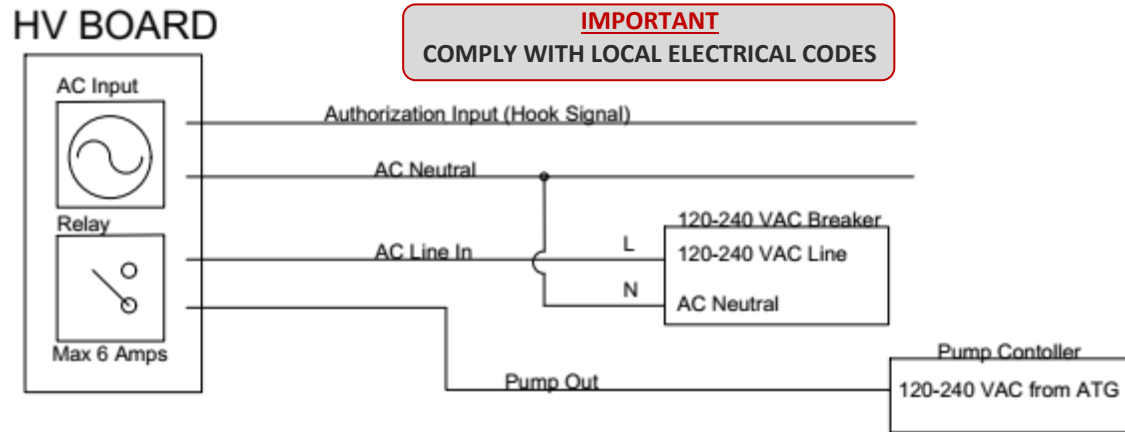 HV BOARD
IMPORTANT
COMPLY WITH LOCAL ELECTRICAL CODES
AC Input
Authorization Input (Hook Signal)
AC Neutral
Relay
120-240 VAC Breaker
AC Line In
L
120-240 VAC Line
N
AC Neutral
Max 6 Amps
Pump Contoller
Pump Out
120-240 VAC from ATG